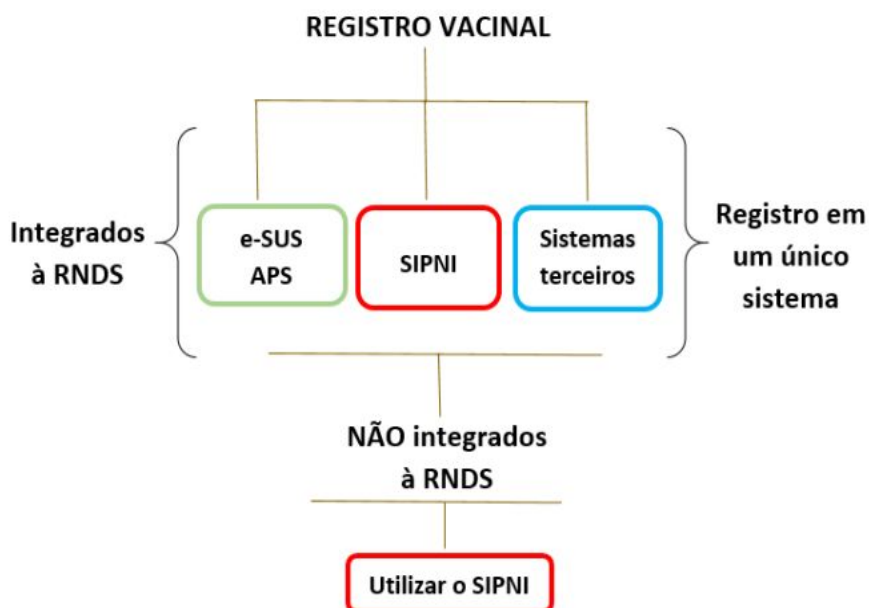 REGISTRO VACINAL
Integrados
à RNDS
e-SUS
APS
SIPNI
Sistemas
terceiros
Registro em
um único
sistema
NÃO integrados
à RNDS
Utilizar o SIPNI